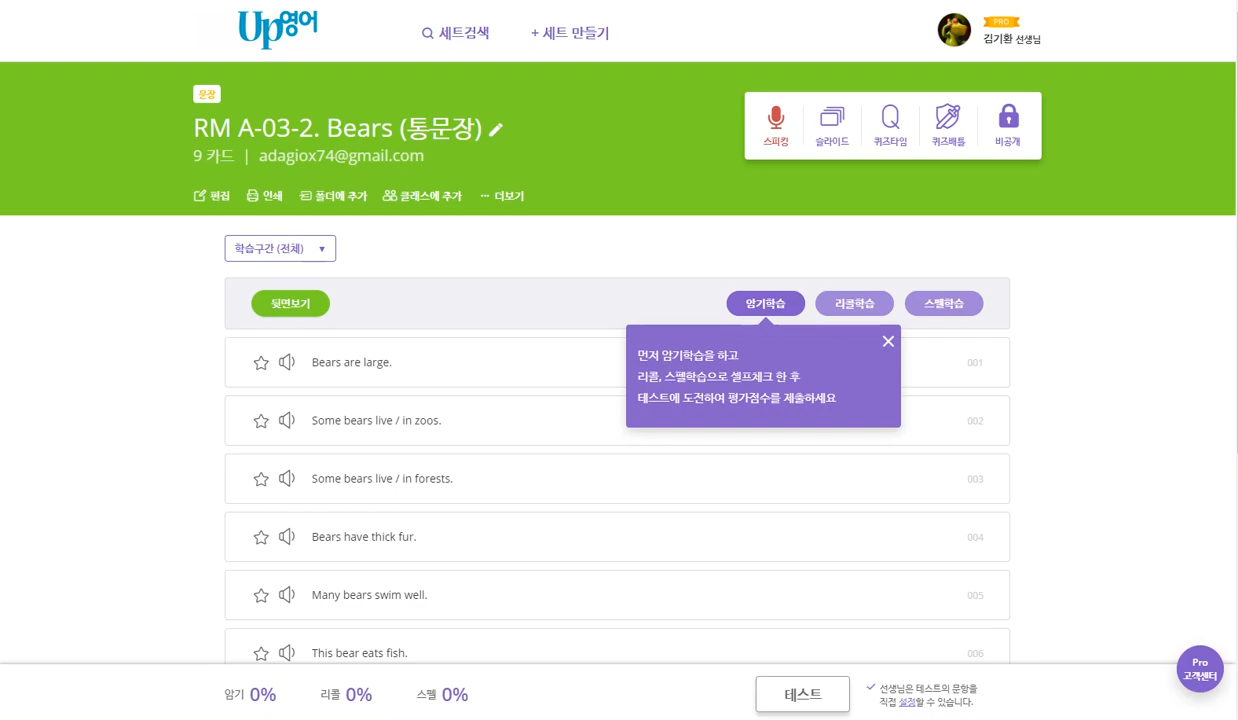 Up영어
세트검색
+ 세트 만들기
PRO
김기환 선생님
문장
RM A-03-2. Bears (통문장)
9 카드 | adagiox74@gmail.com
스피킹
슬라이드
퀴즈타임
퀴즈배틀
비공개
편집
인쇄
폴더에 추가
클래스에 추가
··· 더보기
학습구간 (전체) ▼
뒷면보기
암기학습
리콜학습
스펠학습
먼저 암기학습을 하고
리콜, 스펠학습으로 셀프체크 한 후
테스트에 도전하여 평가점수를 제출하세요
Bears are large.
001
Some bears live / in zoos.
002
Some bears live / in forests.
003
Bears have thick fur.
004
Many bears swim well.
005
This bear eats fish.
006
암기 0%
리콜 0%
스펠 0%
테스트
선생님은 테스트의 문항을
직접 설정할 수 있습니다.
Pro
고객센터